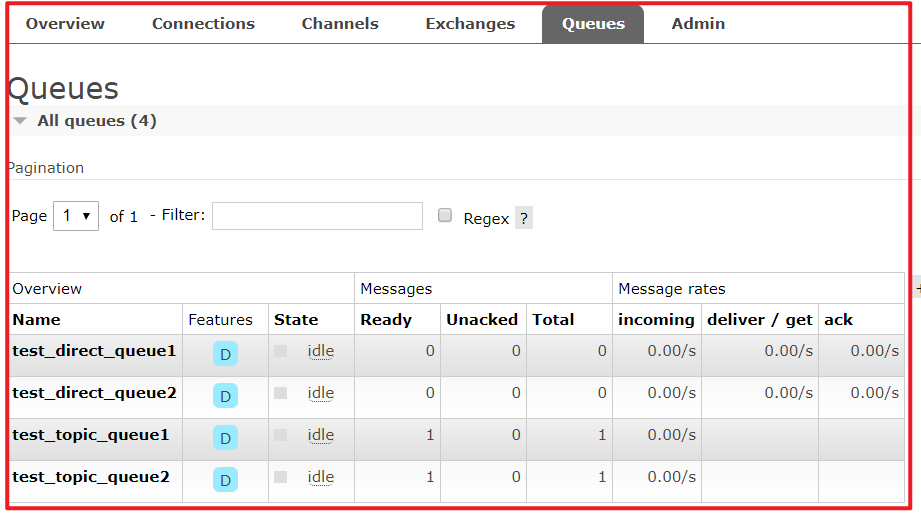 Overview Connections Channels Exchanges Queues Admin
Queues
All queues (4)
Pagination
Page 1 of 1 - Filter: Regex ?
Overview Messages Message rates +
Name Features State Ready Unacked Total incoming deliver / get ack
test_direct_queue1 D idle 0 0 0 0.00/s 0.00/s 0.00/s
test_direct_queue2 D idle 0 0 0 0.00/s 0.00/s 0.00/s
test_topic_queue1 D idle 1 0 1 0.00/s
test_topic_queue2 D idle 1 0 1 0.00/s